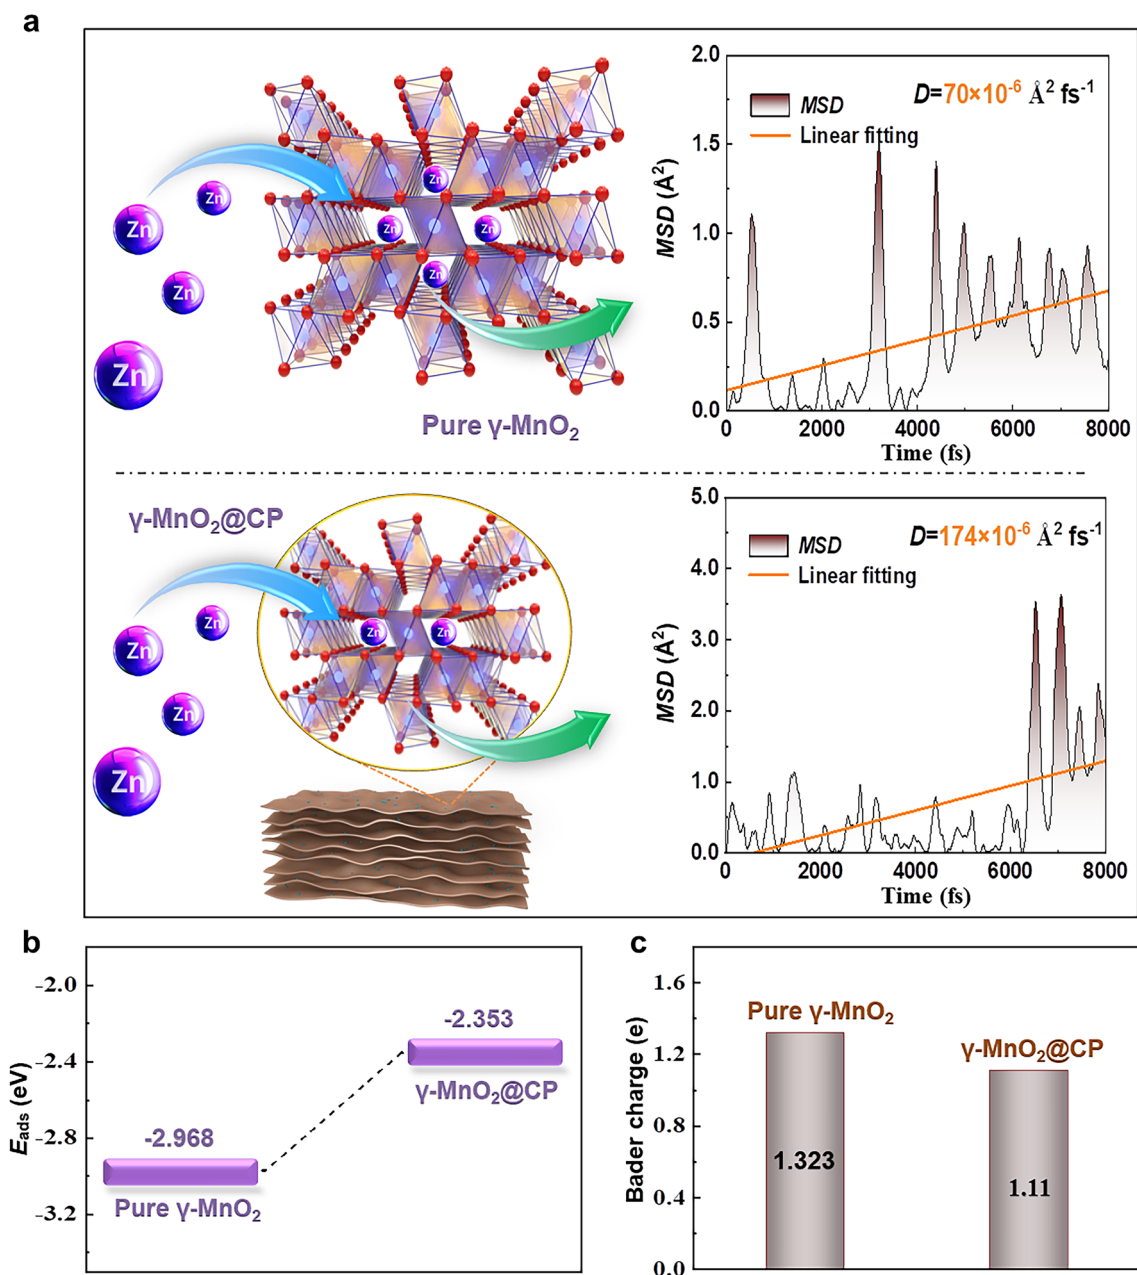 a
Zn
Zn
Zn
Zn
Zn
Zn
Zn
Zn
Pure γ-MnO₂
2.0
1.5
1.0
0.5
0.0
MSD (Å²)
MSD
Linear fitting
D=70×10⁻⁶ Å² fs⁻¹
0 2000 4000 6000 8000
Time (fs)
γ-MnO₂@CP
Zn
Zn
Zn
Zn
Zn
Zn
5.0
4.0
3.0
2.0
1.0
0.0
MSD (Å²)
MSD
Linear fitting
D=174×10⁻⁶ Å² fs⁻¹
0 2000 4000 6000 8000
Time (fs)
b
-2.0
-2.4
-2.8
-3.2
Eads (eV)
-2.353
γ-MnO₂@CP
-2.968
Pure γ-MnO₂
c
1.6
1.2
0.8
0.4
0.0
Bader charge (e)
Pure γ-MnO₂
γ-MnO₂@CP
1.323
1.11